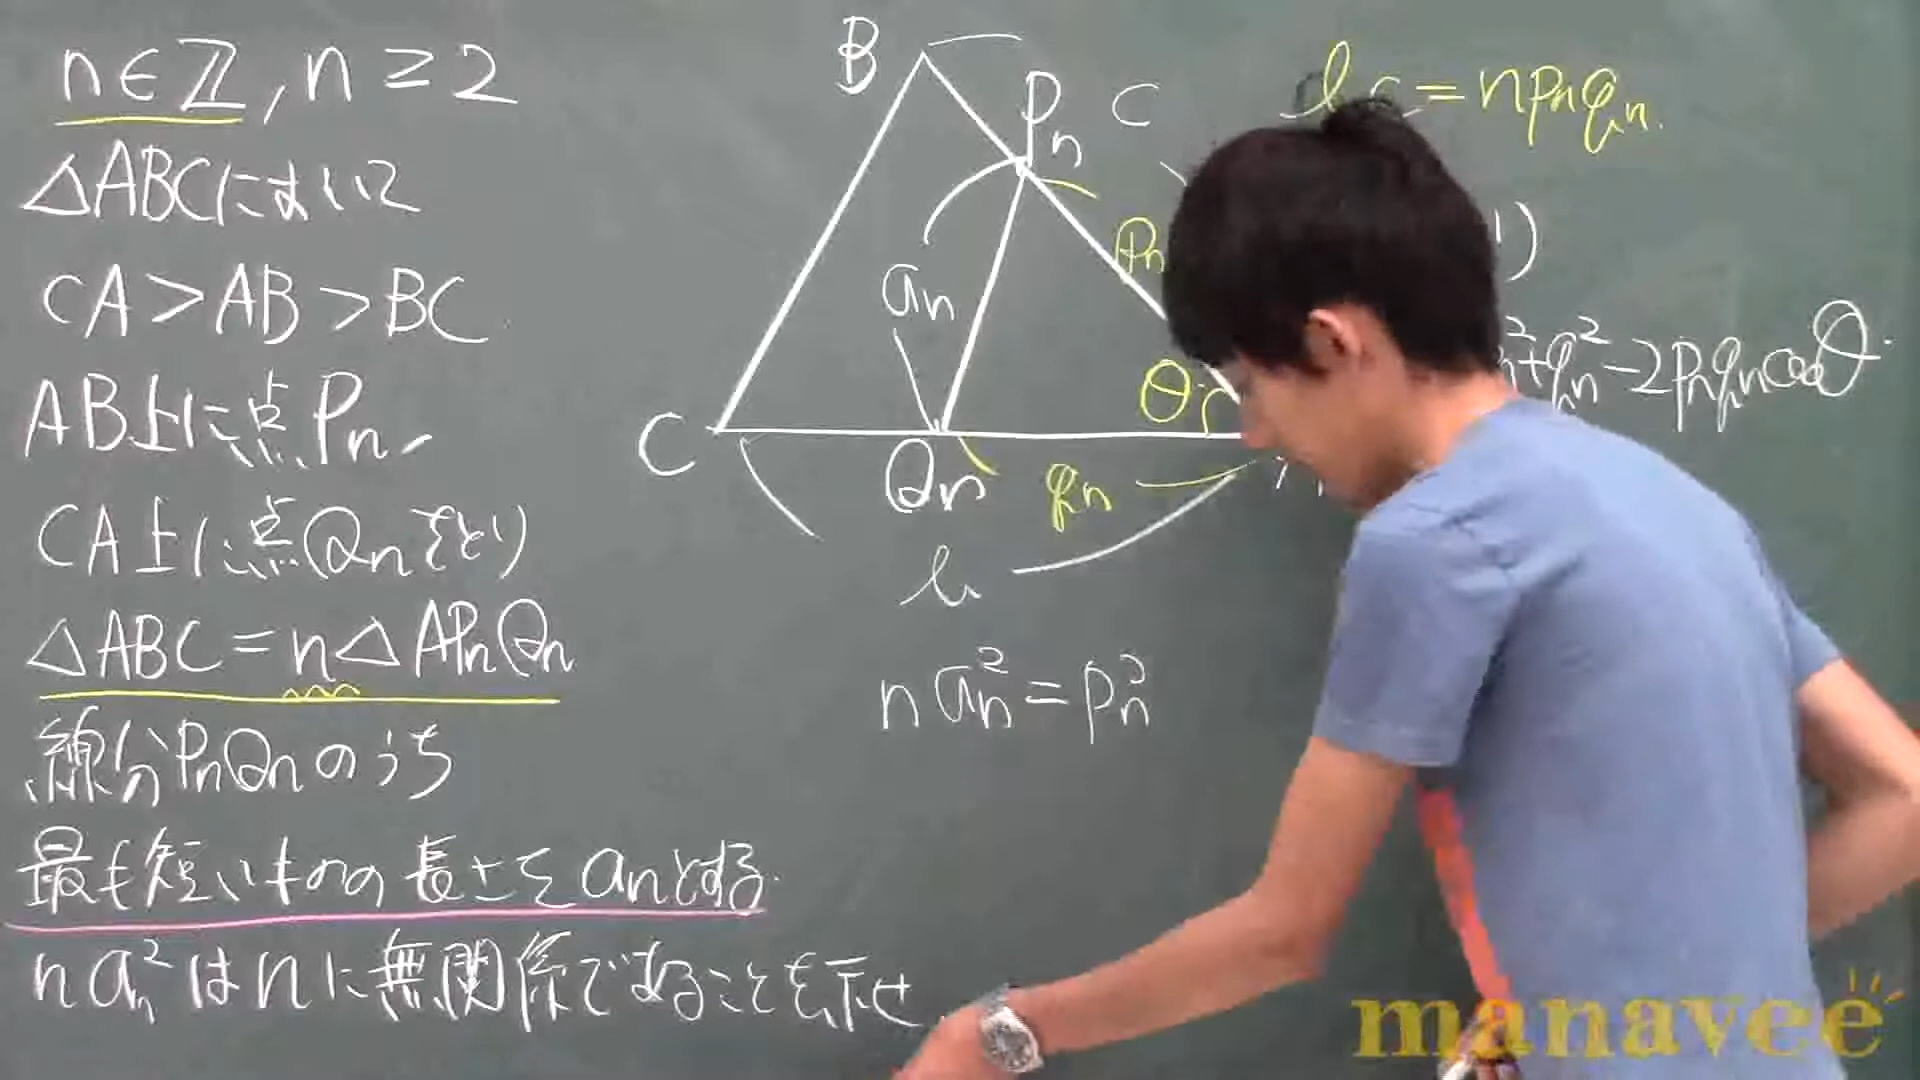 n∈ℤ, n≧2
△ABCにおいて
CA>AB>BC
AB上に点Pn,
CA上に点Qnをとり
△ABC=n△APnQn
線分PnQnのうち
最も短いものの長さをanとする.
nan²はnに無関係であることを示せ
B
Pn
C
an
θ
C
Qn
qn
b
nan²=pn²
=npnqn.
1)
²+qn²-2pnqncosθ.
manavee